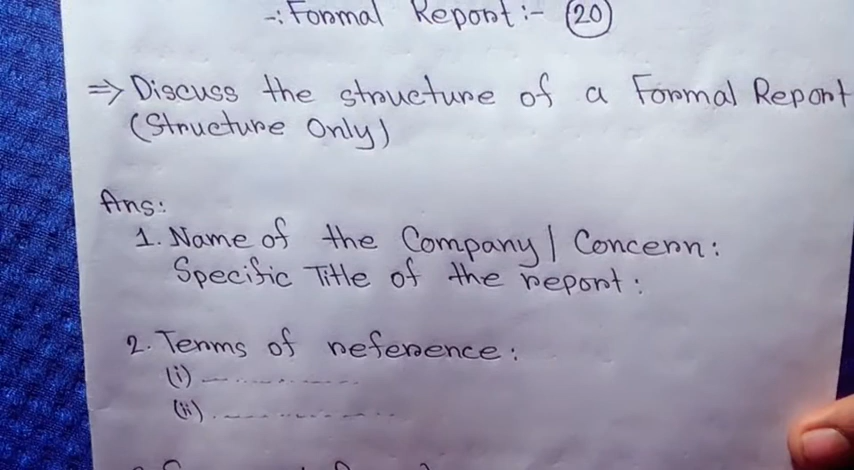 -: Formal Report :- 20
⇒ Discuss the structure of a Formal Report
(Structure Only)
Ans:
1. Name of the Company | Concern:
Specific Title of the report:
2. Terms of reference:
(i) ─ ............
(ii) ..............